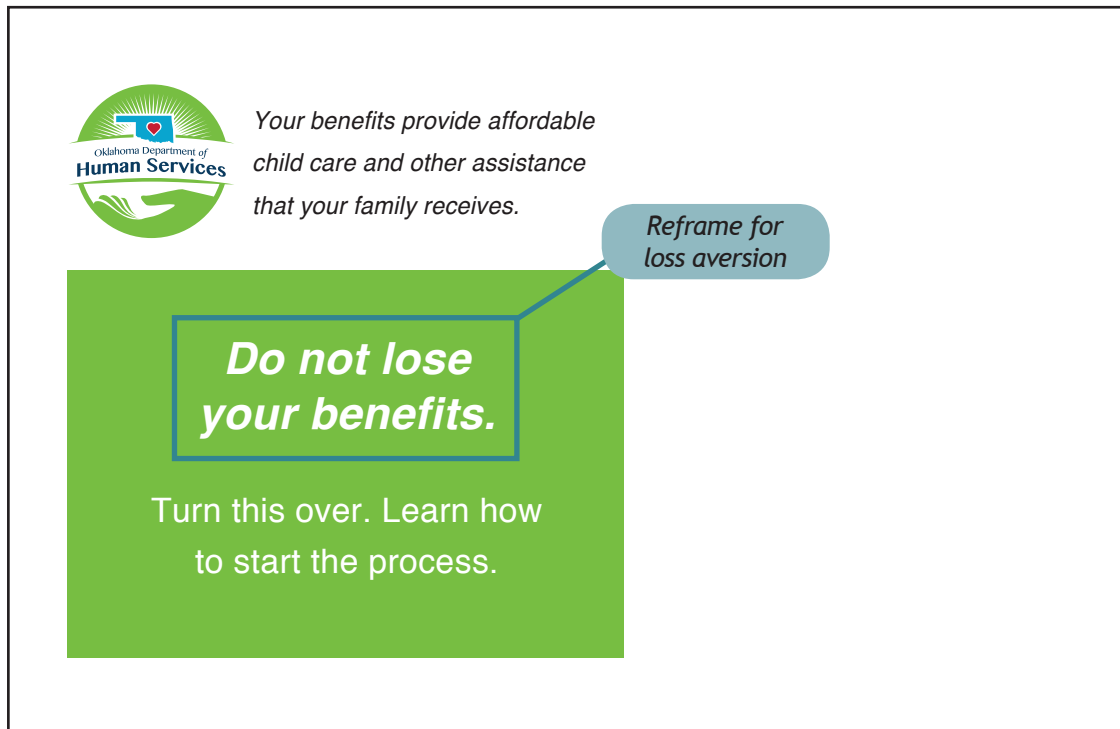 Oklahoma Department of
Human Services
Your benefits provide affordable
child care and other assistance
that your family receives.
Reframe for
loss aversion
Do not lose
your benefits.
Turn this over. Learn how
to start the process.